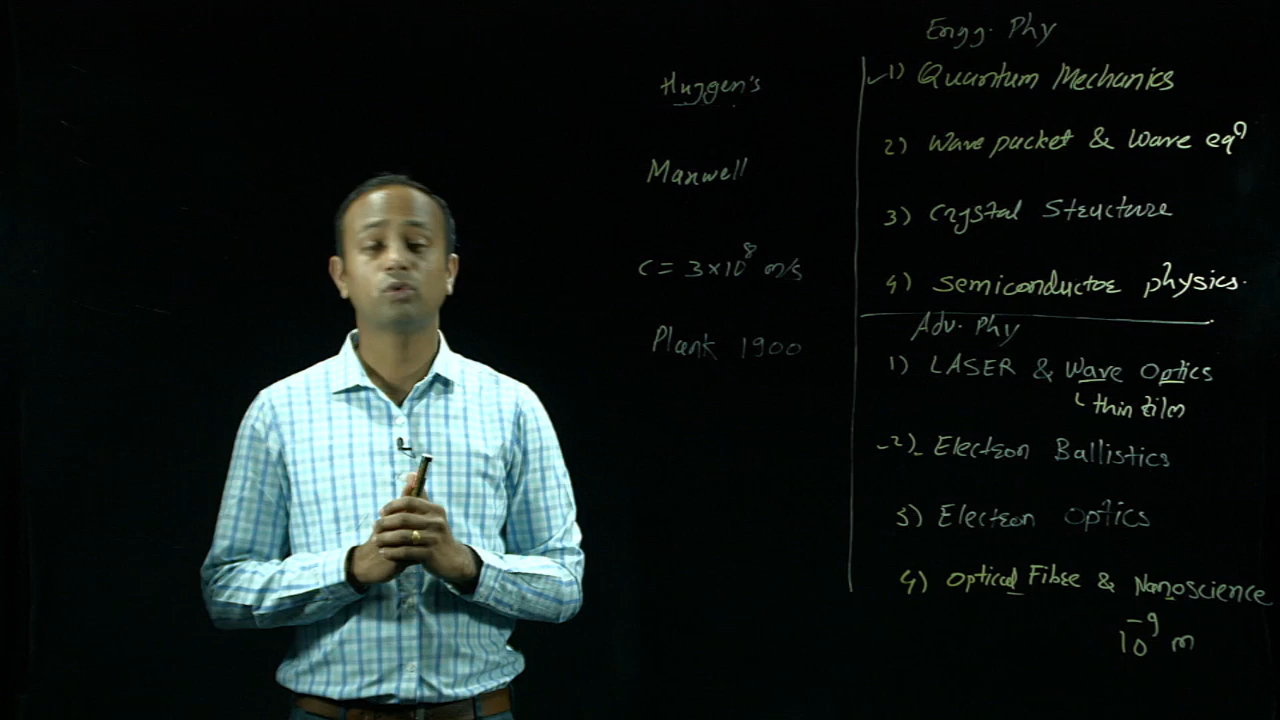 Huygen's
Maxwell
C = 3×10⁸ m/s
Plank 1900
Engg. Phy
1) Quantum Mechanics
2) Wave packet & Wave eqⁿ
3) Crystal Structure
4) Semiconductor physics.
Adv. Phy
1) LASER & Wave Optics
thin film
2) Electron Ballistics
3) Electron Optics
4) Optical Fibre & Nanoscience
10⁻⁹ m